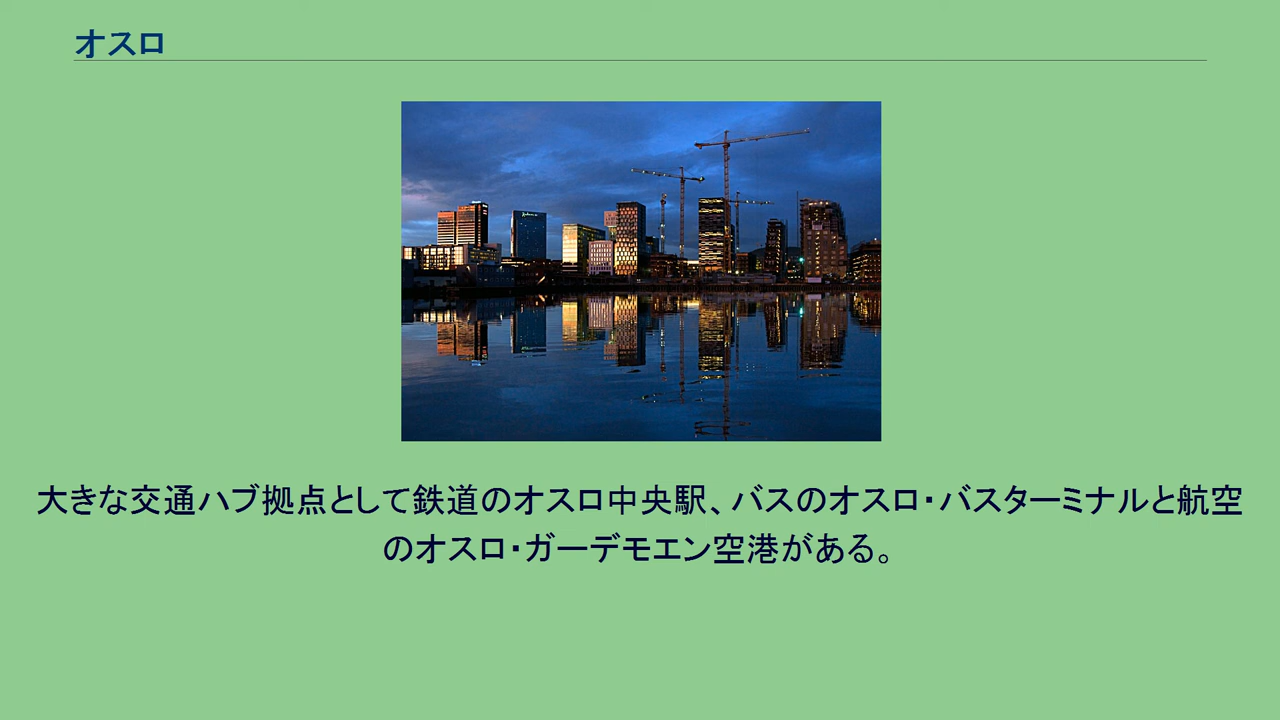 オスロ
大きな交通ハブ拠点として鉄道のオスロ中央駅、バスのオスロ・バスターミナルと航空
のオスロ・ガーデモエン空港がある。